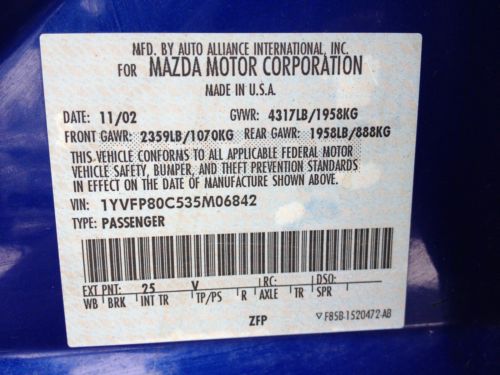 MFD. BY AUTO ALLIANCE INTERNATIONAL, INC.
FOR MAZDA MOTOR CORPORATION
MADE IN U.S.A.
DATE: 11/02 GVWR: 4317LB/1958KG
FRONT GAWR: 2359LB/1070KG REAR GAWR: 1958LB/888KG
THIS VEHICLE CONFORMS TO ALL APPLICABLE FEDERAL MOTOR
VEHICLE SAFETY, BUMPER, AND THEFT PREVENTION STANDARDS
IN EFFECT ON THE DATE OF MANUFACTURE SHOWN ABOVE.
VIN: 1YVFP80C535M06842
TYPE: PASSENGER
EXT PNT: 25 V RC: DSO:
WB BRK INT TR TP/PS R AXLE TR SPR
ZFP F85B-1520472-AB